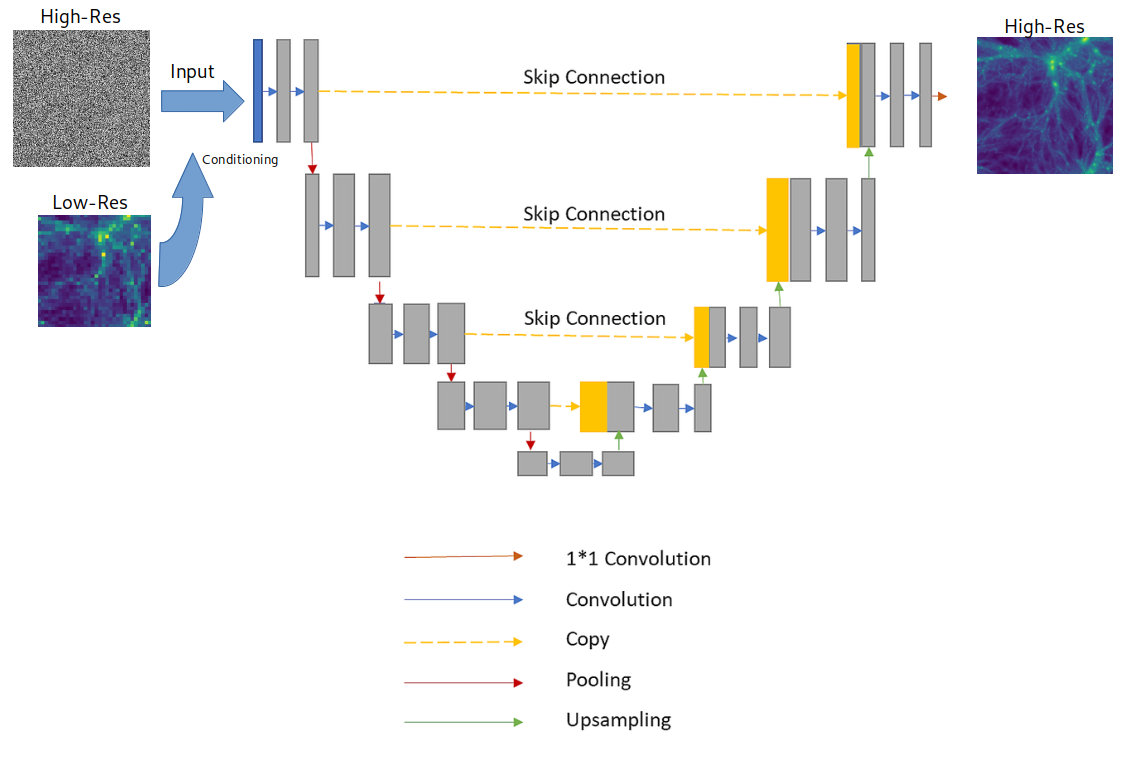 High-Res
High-Res
Input
Skip Connection
Conditioning
Low-Res
Skip Connection
Skip Connection
1*1 Convolution
Convolution
Copy
Pooling
Upsampling